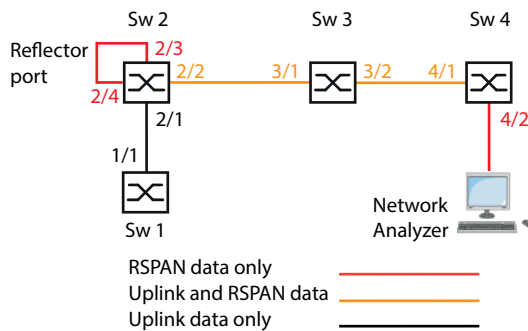 Sw 2
Sw 3
Sw 4
Reflector
port
2/3
2/4
2/2
3/1
3/2
4/1
2/1
4/2
1/1
Sw 1
Network
Analyzer
RSPAN data only
Uplink and RSPAN data
Uplink data only